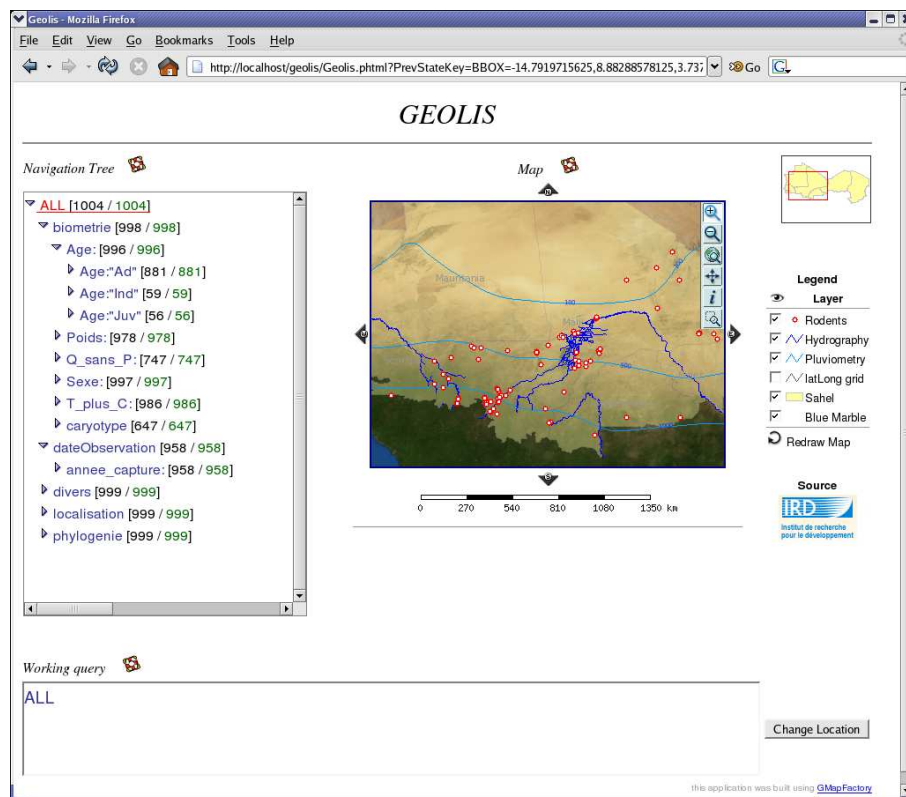 Geolis - Mozilla Firefox
File Edit View Go Bookmarks Tools Help
http://localhost/geolis/Geolis.phtml?PrevStateKey=BBOX=-14.7919715625,8.88288578125,3.737
Go
G
GEOLIS
Navigation Tree
Map
ALL [1004 / 1004]
biometrie [998 / 998]
Age: [996 / 996]
Age:"Ad" [881 / 881]
Age:"Ind" [59 / 59]
Age:"Juv" [56 / 56]
Poids: [978 / 978]
Q_sans_P: [747 / 747]
Sexe: [997 / 997]
T_plus_C: [986 / 986]
caryotype [647 / 647]
dateObservation [958 / 958]
annee_capture: [958 / 958]
divers [999 / 999]
localisation [999 / 999]
phylogenie [999 / 999]
Mauritania
i
0 270 540 810 1080 1350 km
Legend
Layer
Rodents
Hydrography
Pluviometry
latLong grid
Sahel
Blue Marble
Redraw Map
Source
IRD
Institut de recherche
pour le développement
Working query
ALL
Change Location
this application was built using GMapFactory